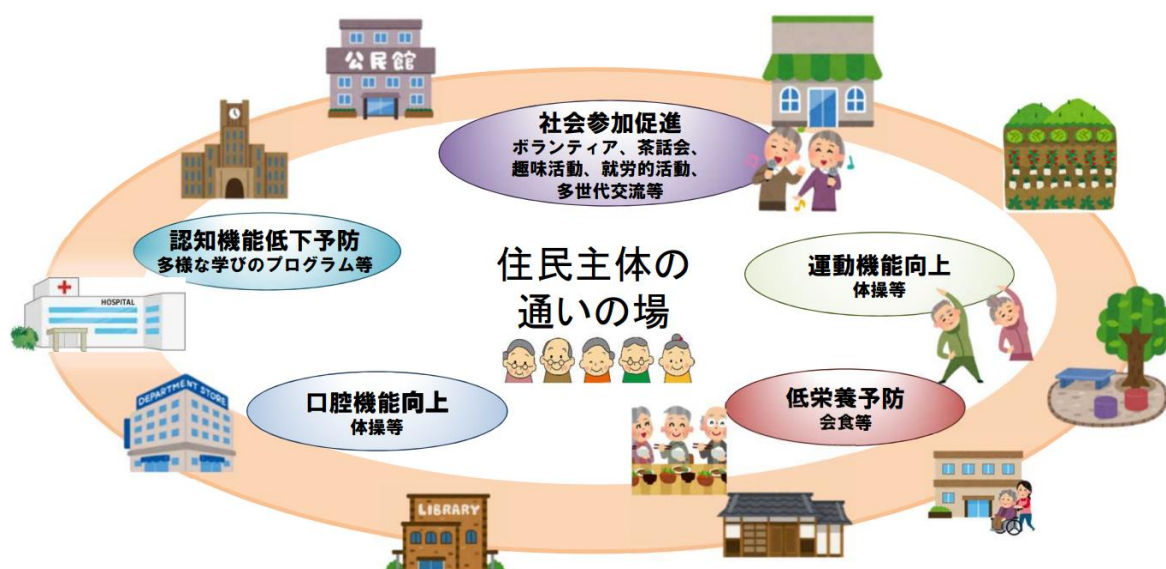 公民館
社会参加促進
ボランティア、茶話会、
趣味活動、就労的活動、
多世代交流等
認知機能低下予防
多様な学びのプログラム等
住民主体の
通いの場
運動機能向上
体操等
HOSPITAL
DEPARTMENT STORE
口腔機能向上
体操等
低栄養予防
会食等
LIBRARY